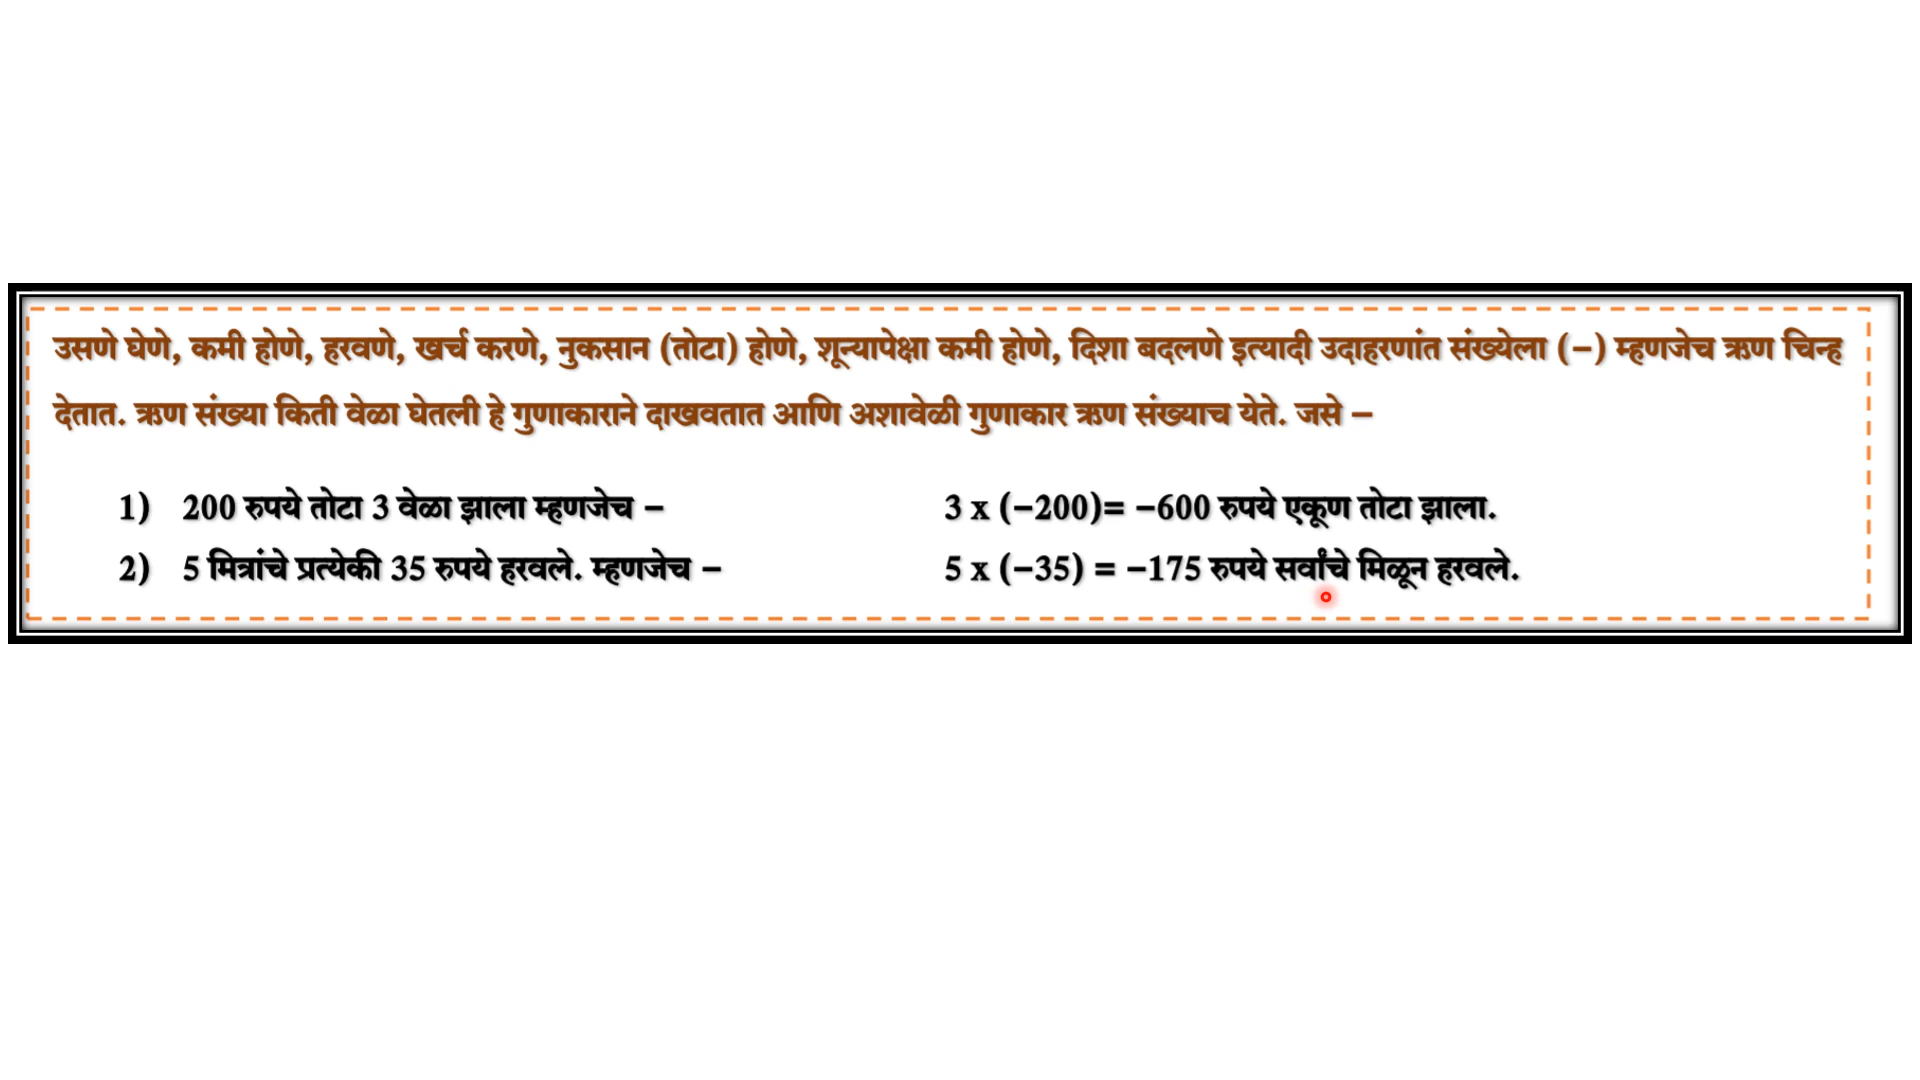 उसणे घेणे, कमी होणे, हरवणे, खर्च करणे, नुकसान (तोटा) होणे, शून्यापेक्षा कमी होणे, दिशा बदलणे इत्यादी उदाहरणांत संख्येला (−) म्हणजेच ऋण चिन्ह
देतात. ऋण संख्या किती वेळा घेतली हे गुणाकाराने दाखवतात आणि अशावेळी गुणाकार ऋण संख्याच येते. जसे −
1) 200 रुपये तोटा 3 वेळा झाला म्हणजेच − 3 x (−200)= −600 रुपये एकूण तोटा झाला.
2) 5 मित्रांचे प्रत्येकी 35 रुपये हरवले. म्हणजेच − 5 x (−35) = −175 रुपये सर्वांचे मिळून हरवले.